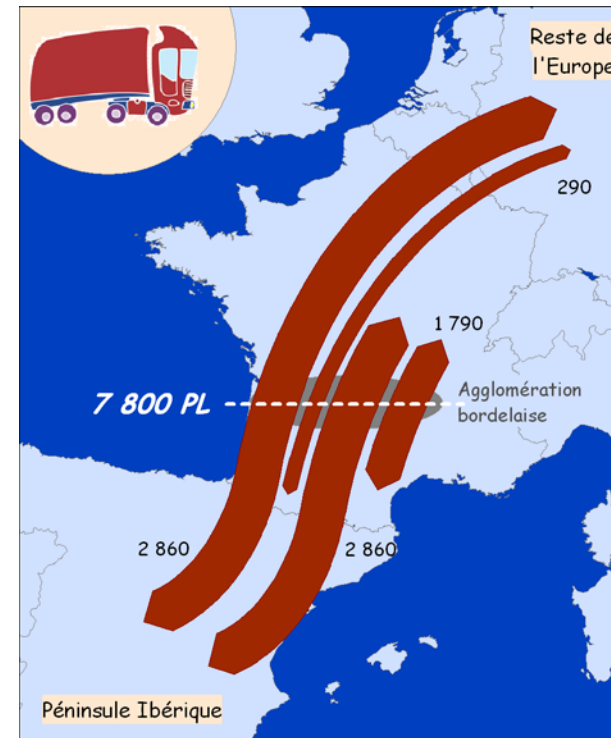 Reste de
l'Europe
290
1 790
7 800 PL
Agglomération
bordelaise
2 860
2 860
Péninsule Ibérique